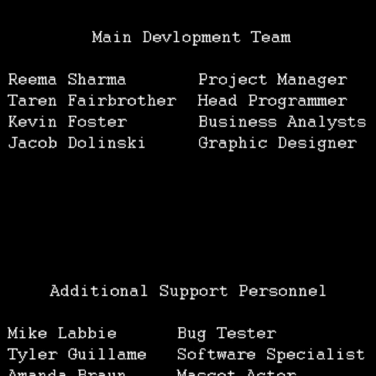 Main Devlopment Team
Reema Sharma Project Manager
Taren Fairbrother Head Programmer
Kevin Foster Business Analysts
Jacob Dolinski Graphic Designer
Additional Support Personnel
Mike Labbie Bug Tester
Tyler Guillame Software Specialist
Amanda Braun Mascot Actor